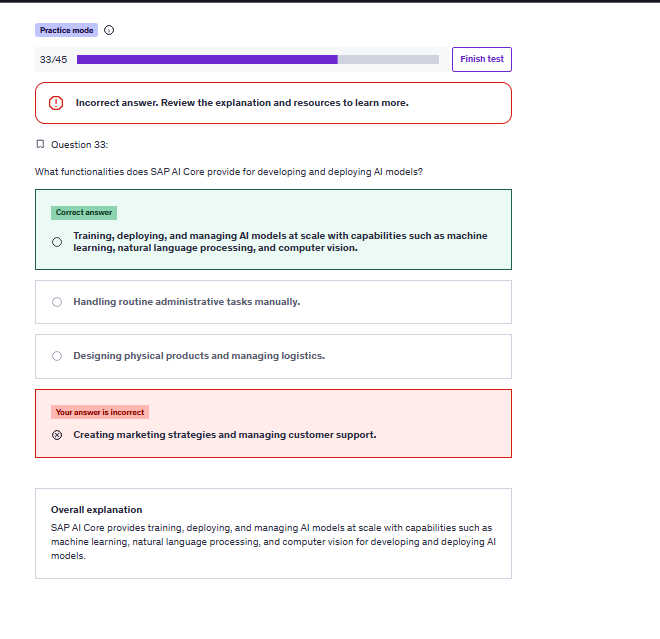 Practice mode
33/45
Finish test
Incorrect answer. Review the explanation and resources to learn more.
Question 33:
What functionalities does SAP AI Core provide for developing and deploying AI models?
Correct answer
Training, deploying, and managing AI models at scale with capabilities such as machine
learning, natural language processing, and computer vision.
Handling routine administrative tasks manually.
Designing physical products and managing logistics.
Your answer is incorrect
Creating marketing strategies and managing customer support.
Overall explanation
SAP AI Core provides training, deploying, and managing AI models at scale with capabilities such as
machine learning, natural language processing, and computer vision for developing and deploying AI
models.